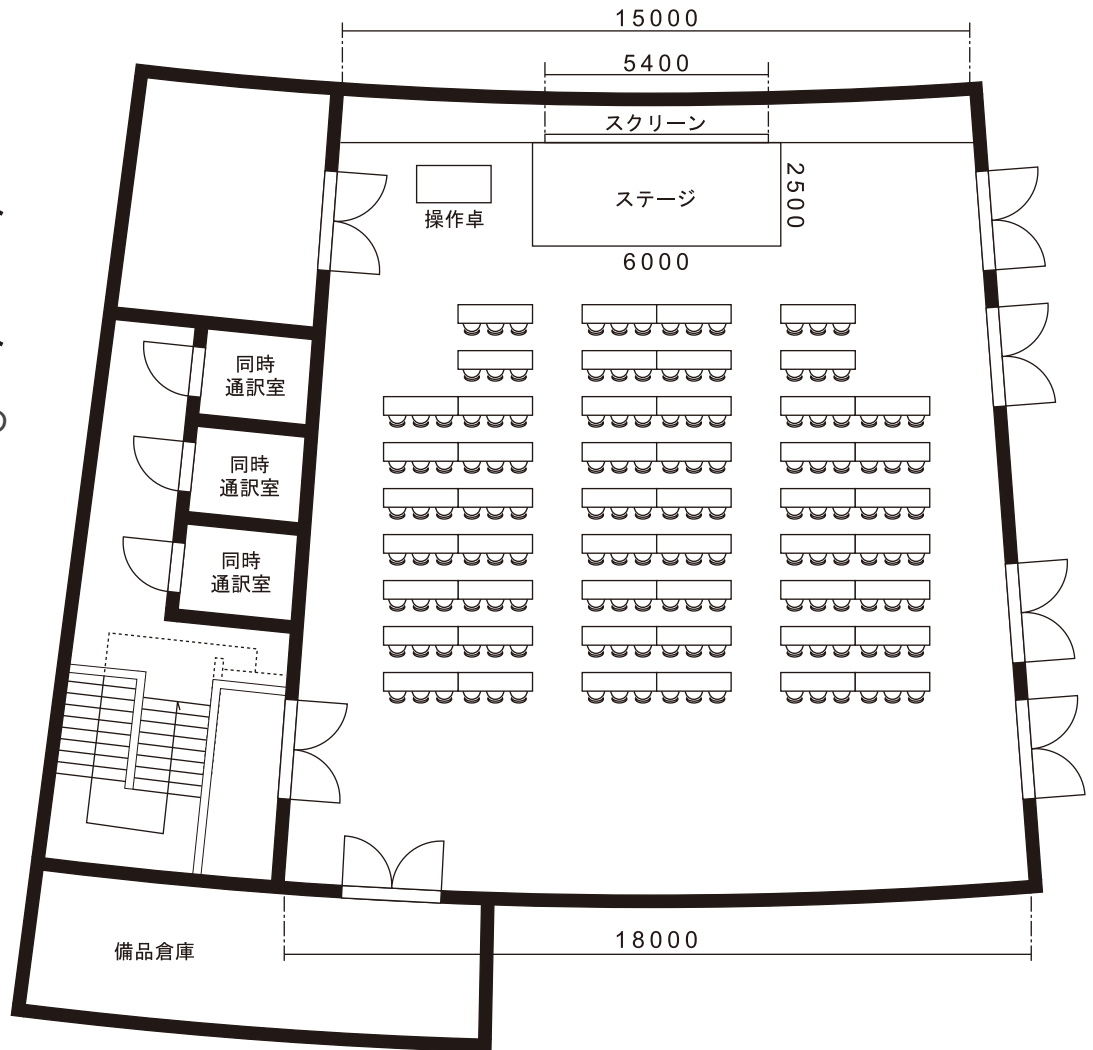 15000
5400
スクリーン
ステージ
2500
操作卓
6000
同時
通訳室
同時
通訳室
同時
通訳室
18000
備品倉庫
の